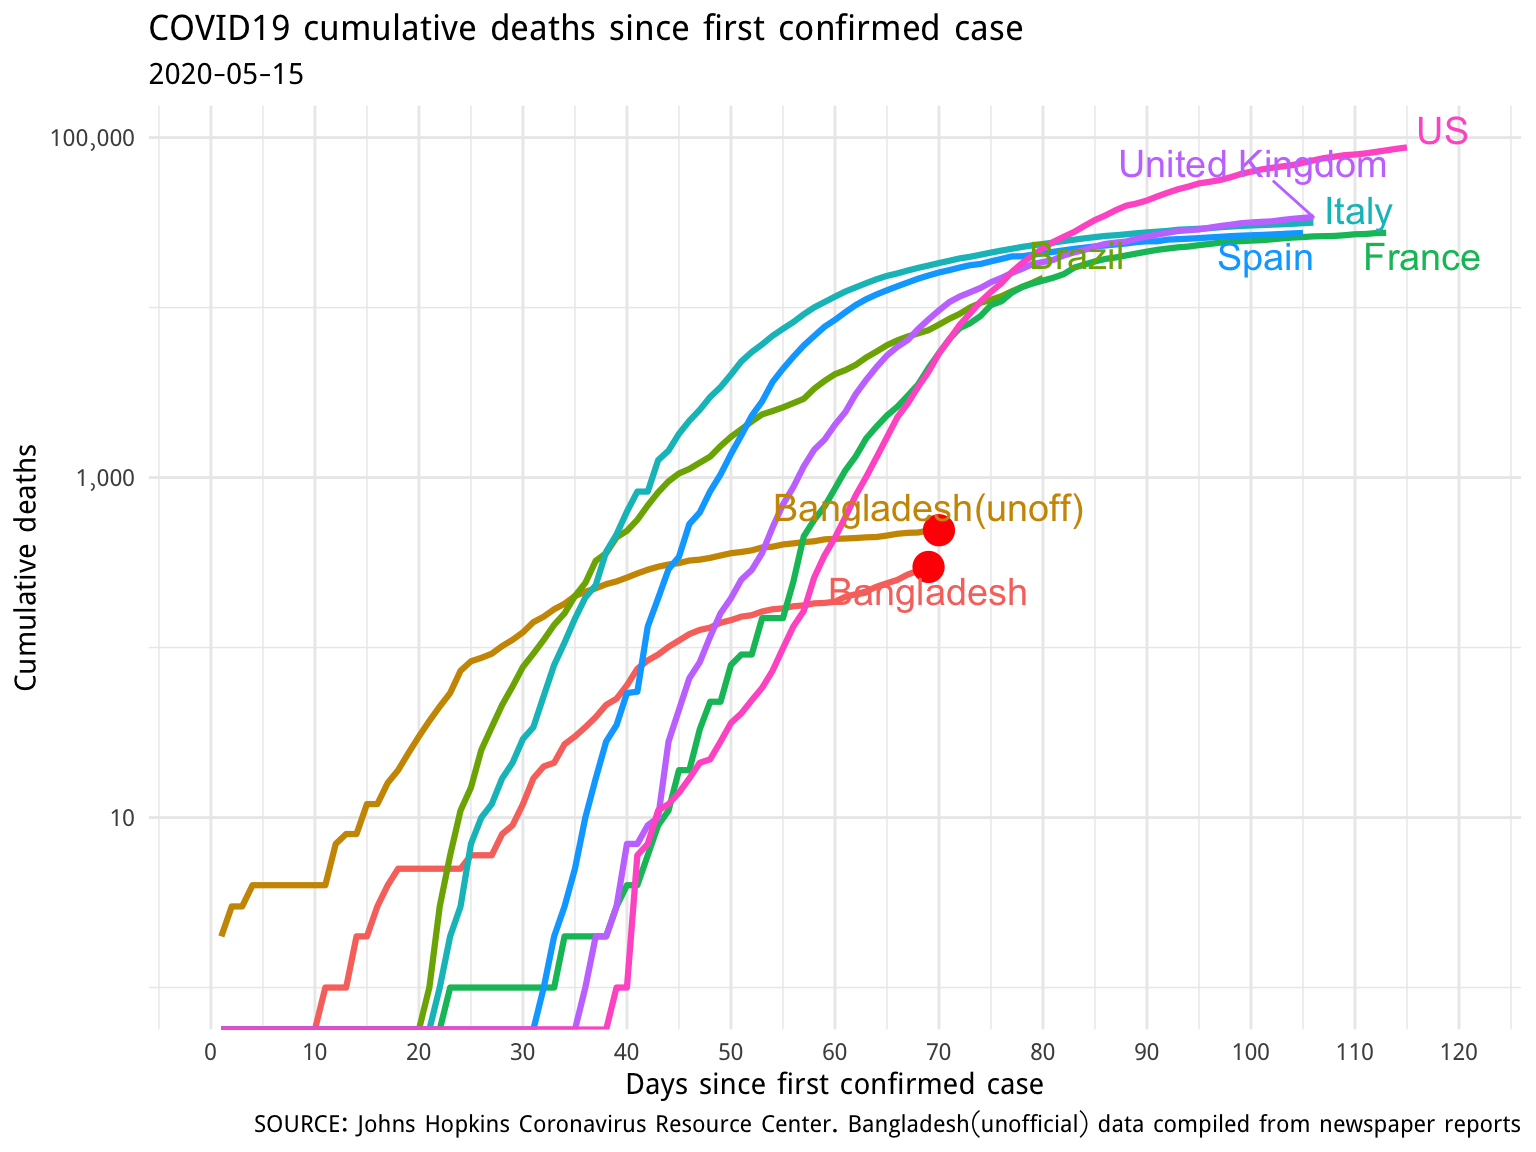 COVID19 cumulative deaths since first confirmed case
2020-05-15
100,000
1,000
10
Cumulative deaths
US
United Kingdom
Italy
Brazil
Spain
France
Bangladesh(unoff)
Bangladesh
0 10 20 30 40 50 60 70 80 90 100 110 120
Days since first confirmed case
SOURCE: Johns Hopkins Coronavirus Resource Center. Bangladesh(unofficial) data compiled from newspaper reports